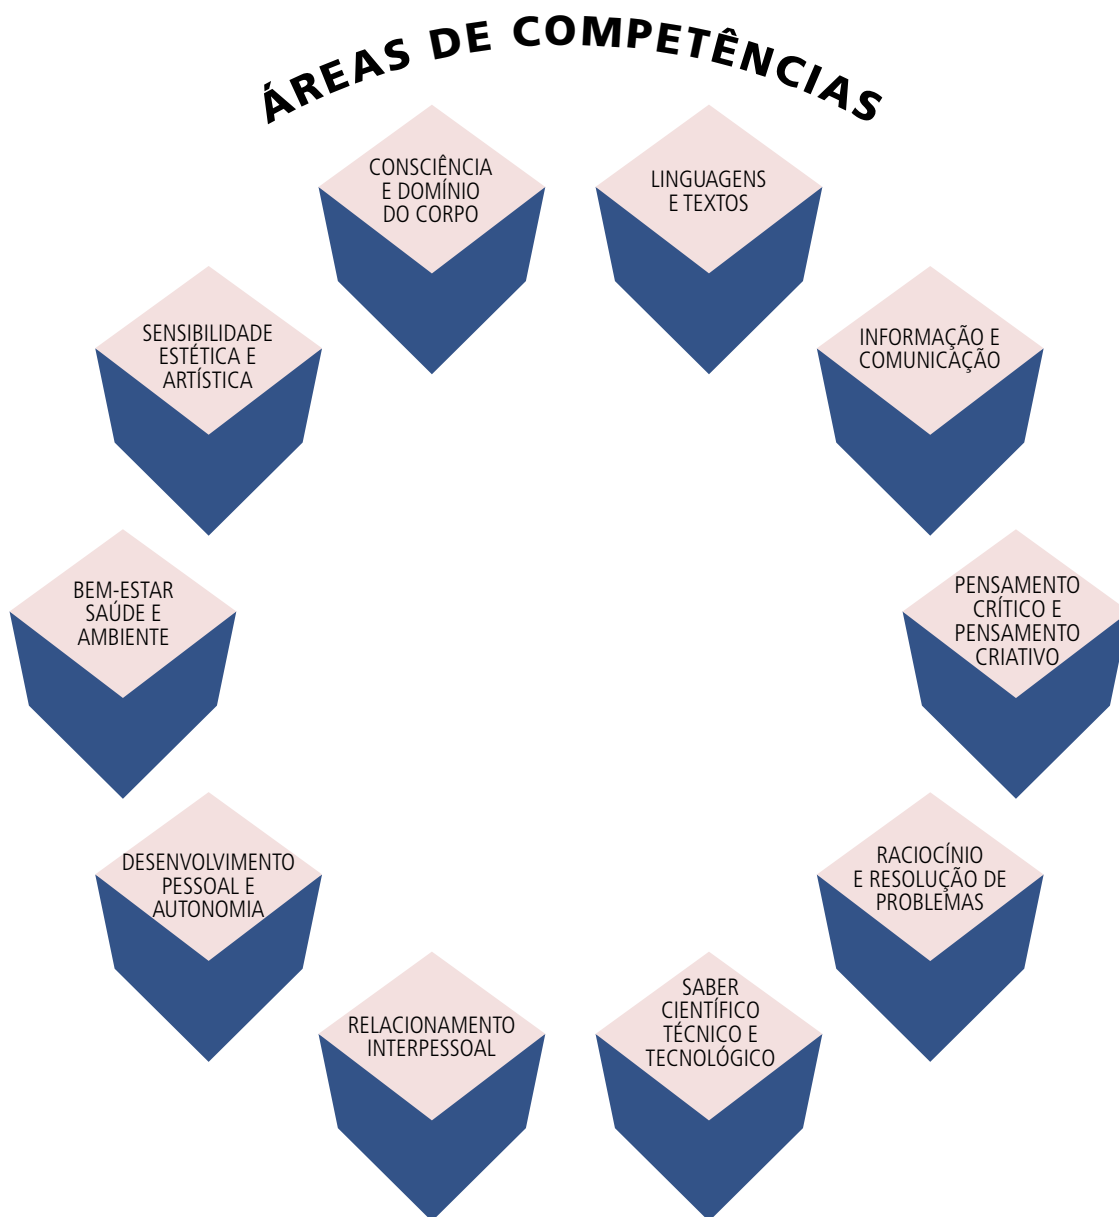 ÁREAS DE COMPETÊNCIAS
CONSCIÊNCIA
E DOMÍNIO
DO CORPO
LINGUAGENS
E TEXTOS
SENSIBILIDADE
ESTÉTICA E
ARTÍSTICA
INFORMAÇÃO E
COMUNICAÇÃO
BEM-ESTAR
SAÚDE E
AMBIENTE
PENSAMENTO
CRÍTICO E
PENSAMENTO
CRIATIVO
DESENVOLVIMENTO
PESSOAL E
AUTONOMIA
RACIOCÍNIO
E RESOLUÇÃO DE
PROBLEMAS
RELACIONAMENTO
INTERPESSOAL
SABER
CIENTÍFICO
TÉCNICO E
TECNOLÓGICO